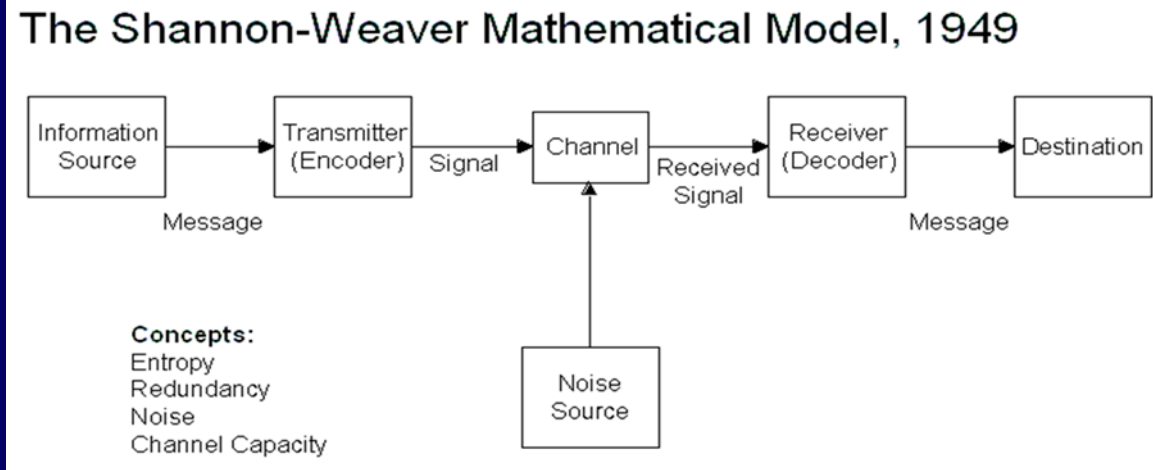 The Shannon-Weaver Mathematical Model, 1949
Information
Source
Message
Transmitter
(Encoder)
Signal
Channel
Received
Signal
Receiver
(Decoder)
Message
Destination
Noise
Source
Concepts:
Entropy
Redundancy
Noise
Channel Capacity